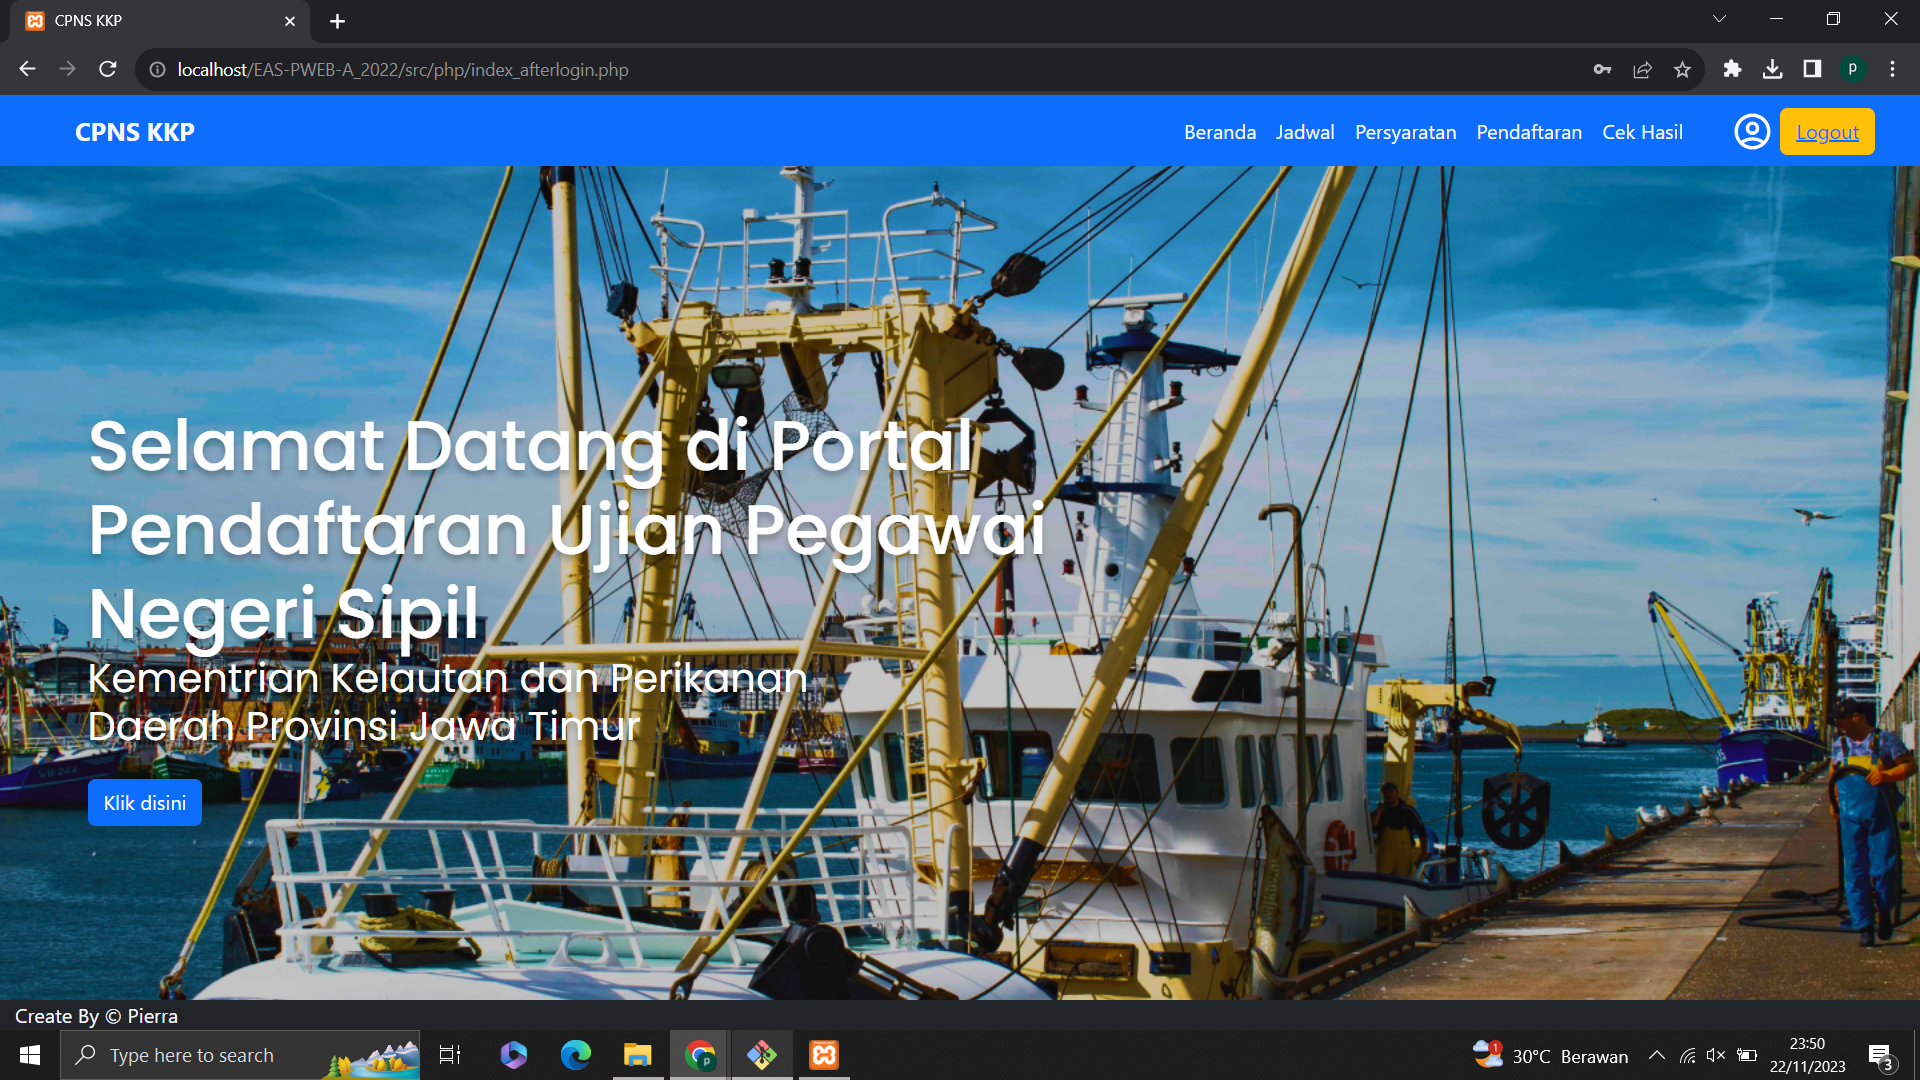 CPNS KKP
localhost/EAS-PWEB-A_2022/src/php/index_afterlogin.php
p
CPNS KKP
Beranda Jadwal Persyaratan Pendaftaran Cek Hasil Logout
Selamat Datang di Portal
Pendaftaran Ujian Pegawai
Negeri Sipil
Kementrian Kelautan dan Perikanan
Daerah Provinsi Jawa Timur
Klik disini
Create By © Pierra
Type here to search
p
1
30°C Berawan
23:50
22/11/2023
3